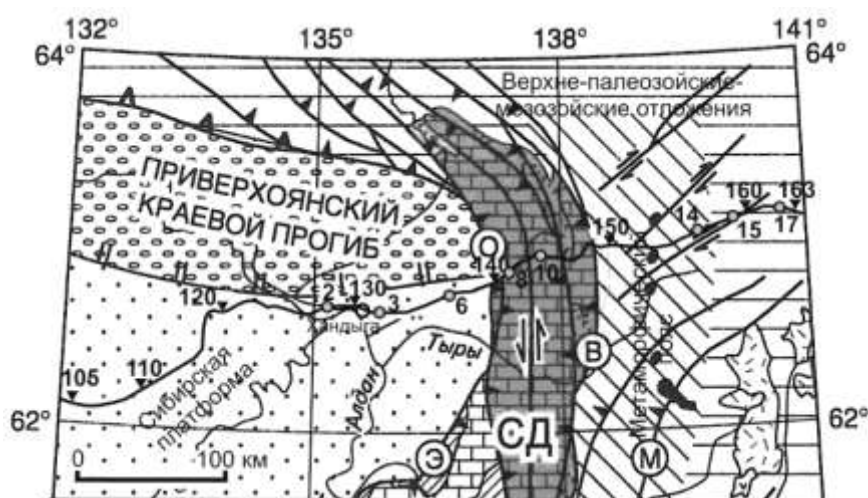 132°
135°
138°
141°
64°
64°
Верхне-палеозойские-
мезозойские отложения
ПРИВЕРХОЯНСКИЙ
КРАЕВОЙ ПРОГИБ
О
140
8
10
150
14
160
163
15
17
120
2
130
3
6
Хандыга
110
105
Сибирская
платформа
Тыры
Алдан
В
Метаморфический
пояс
62°
62°
СД
Э
М
0
100 км